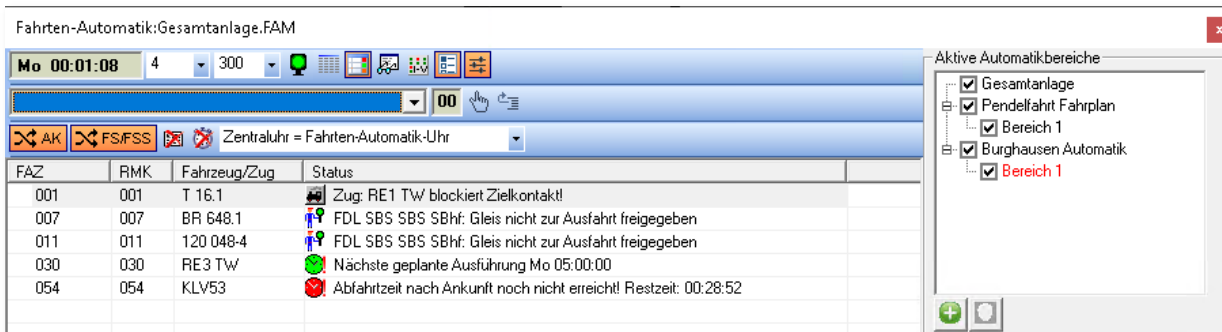 Fahrten-Automatik:Gesamtanlage.FAM
x
Mo 00:01:08 4 300
00
AK FS/FSS Zentraluhr = Fahrten-Automatik-Uhr
FAZ RMK Fahrzeug/Zug Status
001 001 T 16.1 Zug: RE1 TW blockiert Zielkontakt!
007 007 BR 648.1 FDL SBS SBS SBhf: Gleis nicht zur Ausfahrt freigegeben
011 011 120 048-4 FDL SBS SBS SBhf: Gleis nicht zur Ausfahrt freigegeben
030 030 RE3 TW Nächste geplante Ausführung Mo 05:00:00
054 054 KLV53 Abfahrtzeit nach Ankunft noch nicht erreicht! Restzeit: 00:28:52
Aktive Automatikbereiche
Gesamtanlage
Pendelfahrt Fahrplan
Bereich 1
Burghausen Automatik
Bereich 1